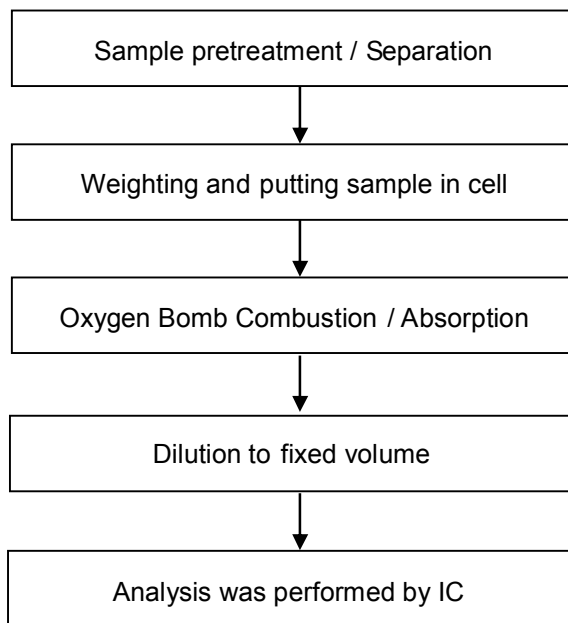 Sample pretreatment / Separation
Weighting and putting sample in cell
Oxygen Bomb Combustion / Absorption
Dilution to fixed volume
Analysis was performed by IC